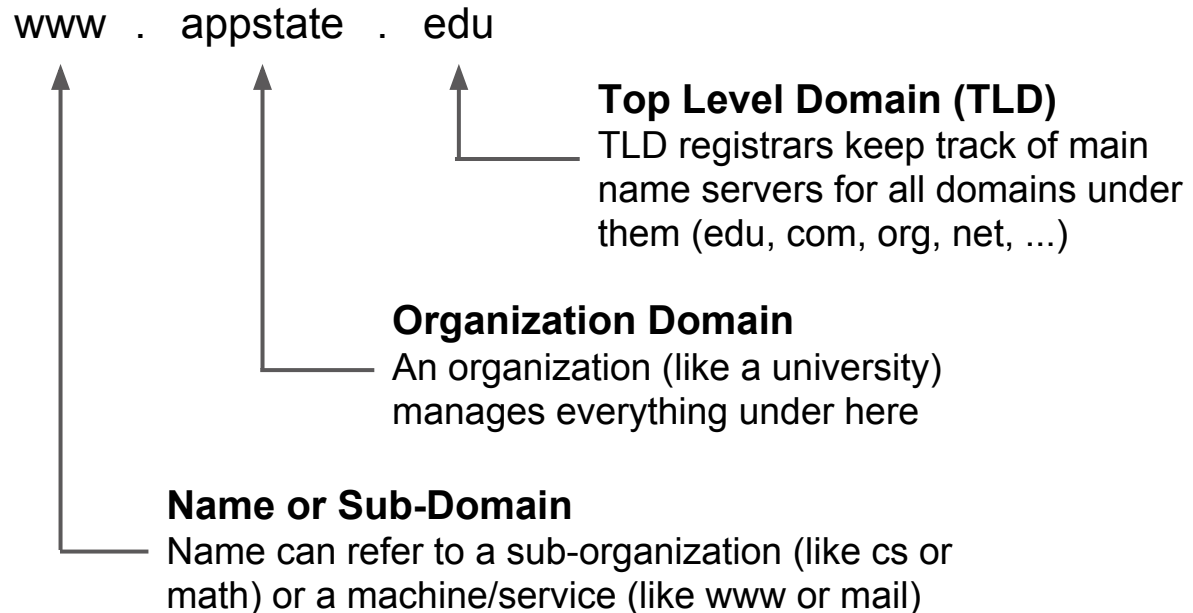 www . appstate . edu
Top Level Domain (TLD)
TLD registrars keep track of main
name servers for all domains under
them (edu, com, org, net, ...)
Organization Domain
An organization (like a university)
manages everything under here
Name or Sub-Domain
Name can refer to a sub-organization (like cs or
math) or a machine/service (like www or mail)